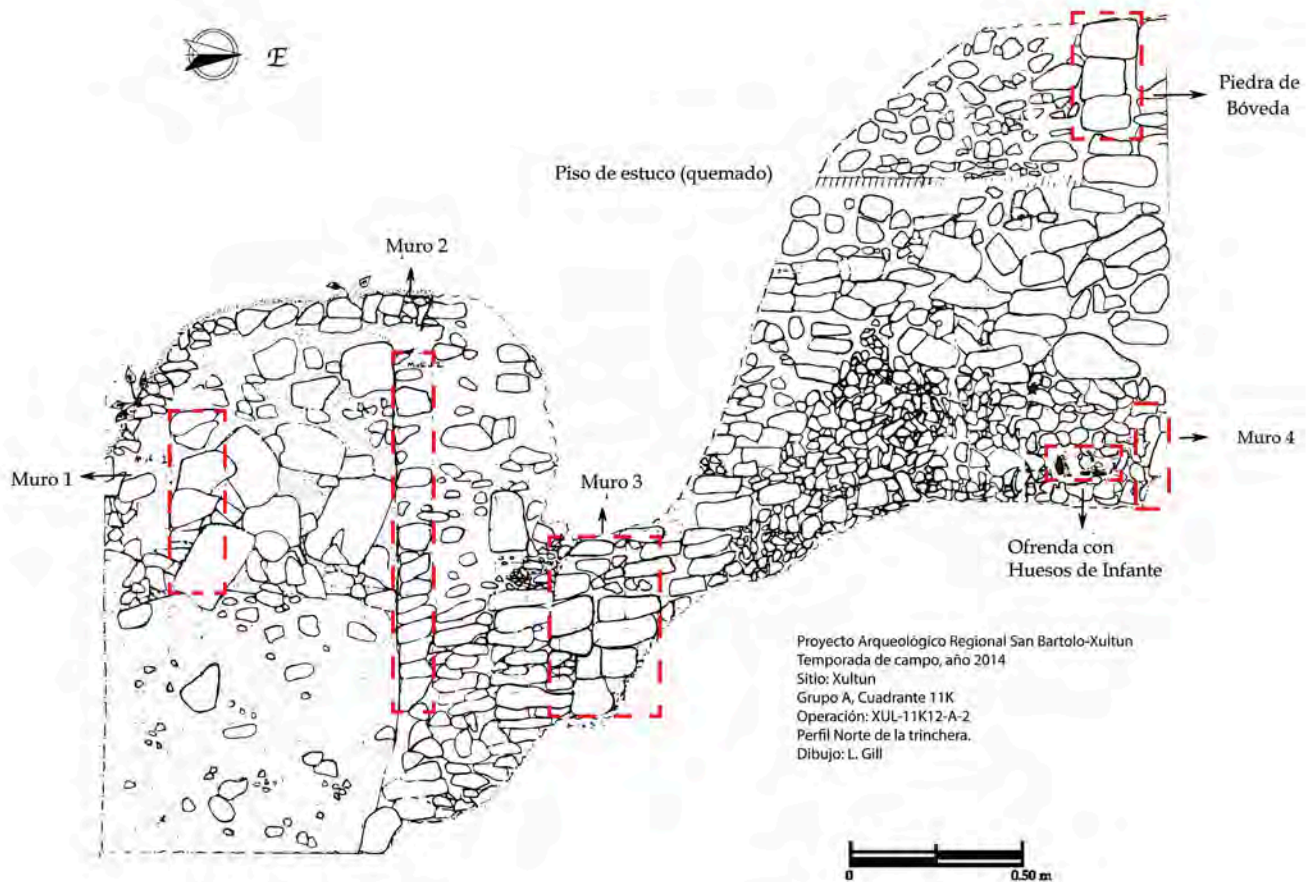 E
Piedra de
Bóveda
Piso de estuco (quemado)
Muro 2
Muro 1
Muro 3
Muro 4
Ofrenda con
Huesos de Infante
Proyecto Arqueológico Regional San Bartolo-Xultun
Temporada de campo, año 2014
Sitio: Xultun
Grupo A, Cuadrante 11K
Operación: XUL-11K12-A-2
Perfil Norte de la trinchera.
Dibujo: L. Gill
0
0.50 m